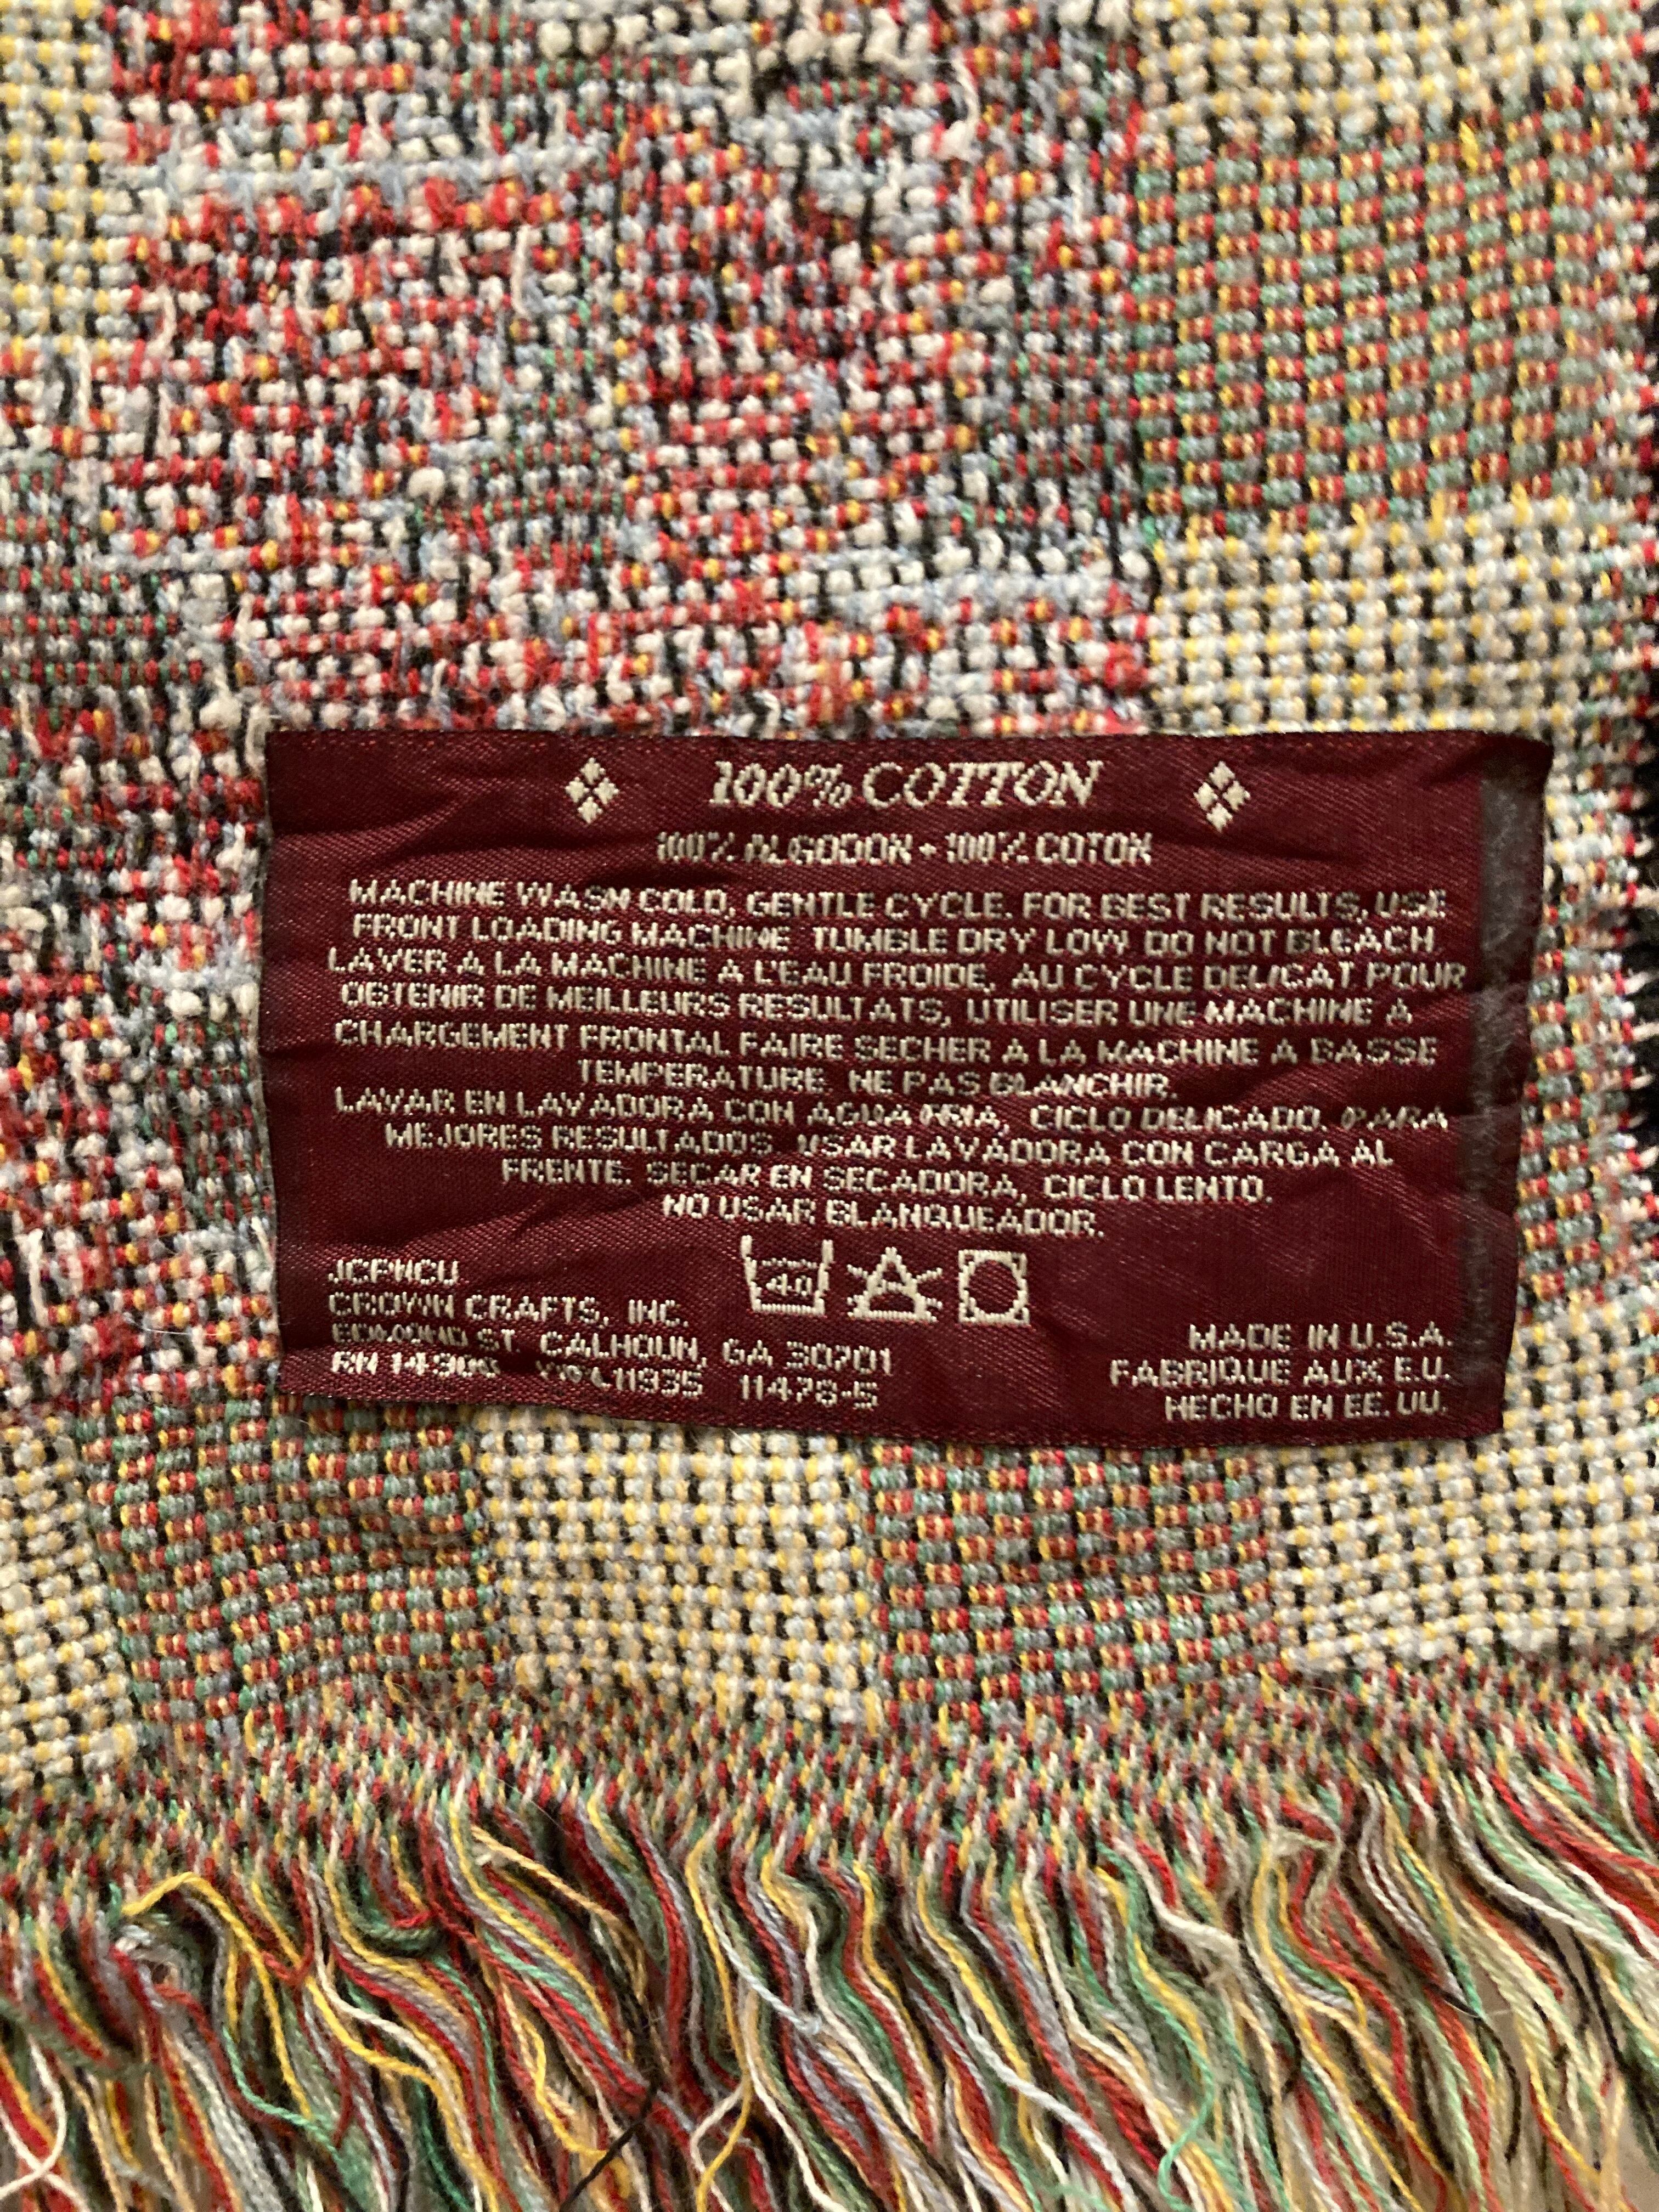 100% COTTON
100% ALGODON - 100% COTON
MACHINE WASH COLD, GENTLE CYCLE. FOR BEST RESULTS, USE
FRONT LOADING MACHINE. TUMBLE DRY LOW. DO NOT BLEACH.
LAVER A LA MACHINE A L'EAU FROIDE, AU CYCLE DELICAT POUR
OBTENIR DE MEILLEURS RESULTATS, UTILISER UNE MACHINE A
CHARGEMENT FRONTAL FAIRE SECHER A LA MACHINE A BASSE
TEMPERATURE. NE PAS BLANCHIR.
LAVAR EN LAVADORA CON AGUA FRIA, CICLO DELICADO. PARA
MEJORES RESULTADOS USAR LAVADORA CON CARGA AL
FRENTE. SECAR EN SECADORA, CICLO LENTO.
NO USAR BLANQUEADOR.
40
CROWN CRAFTS, INC.
EDMOND ST. CALHOUN, GA 30701
RN 11478-S
MADE IN U.S.A.
FABRIQUE AUX E.U.
HECHO EN EE. UU.